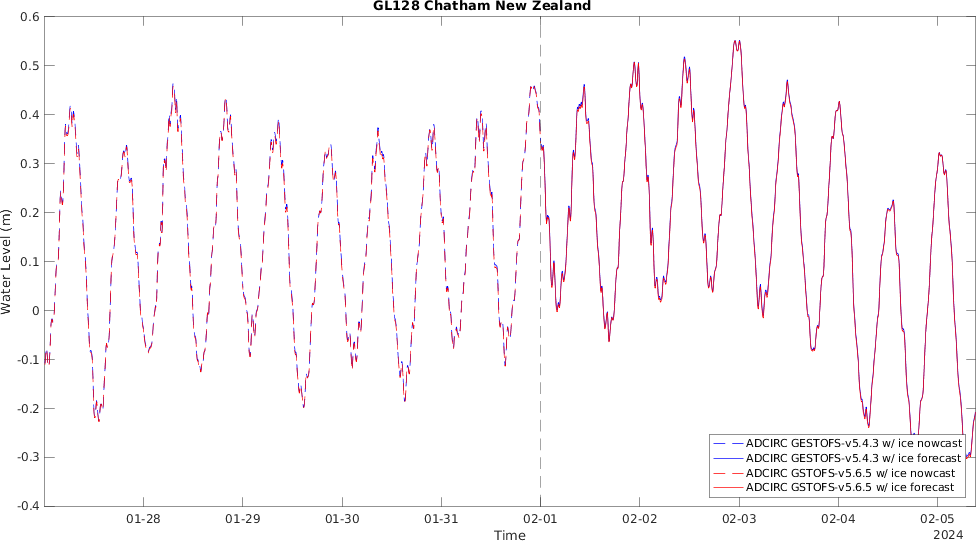 GL128 Chatham New Zealand
0.6
0.5
0.4
0.3
0.2
0.1
0
-0.1
-0.2
-0.3
-0.4
Water Level (m)
ADCIRC GESTOFS-v5.4.3 w/ ice nowcast
ADCIRC GESTOFS-v5.4.3 w/ ice forecast
ADCIRC GSTOFS-v5.6.5 w/ ice nowcast
ADCIRC GSTOFS-v5.6.5 w/ ice forecast
01-28 01-29 01-30 01-31 02-01 02-02 02-03 02-04 02-05
Time 2024